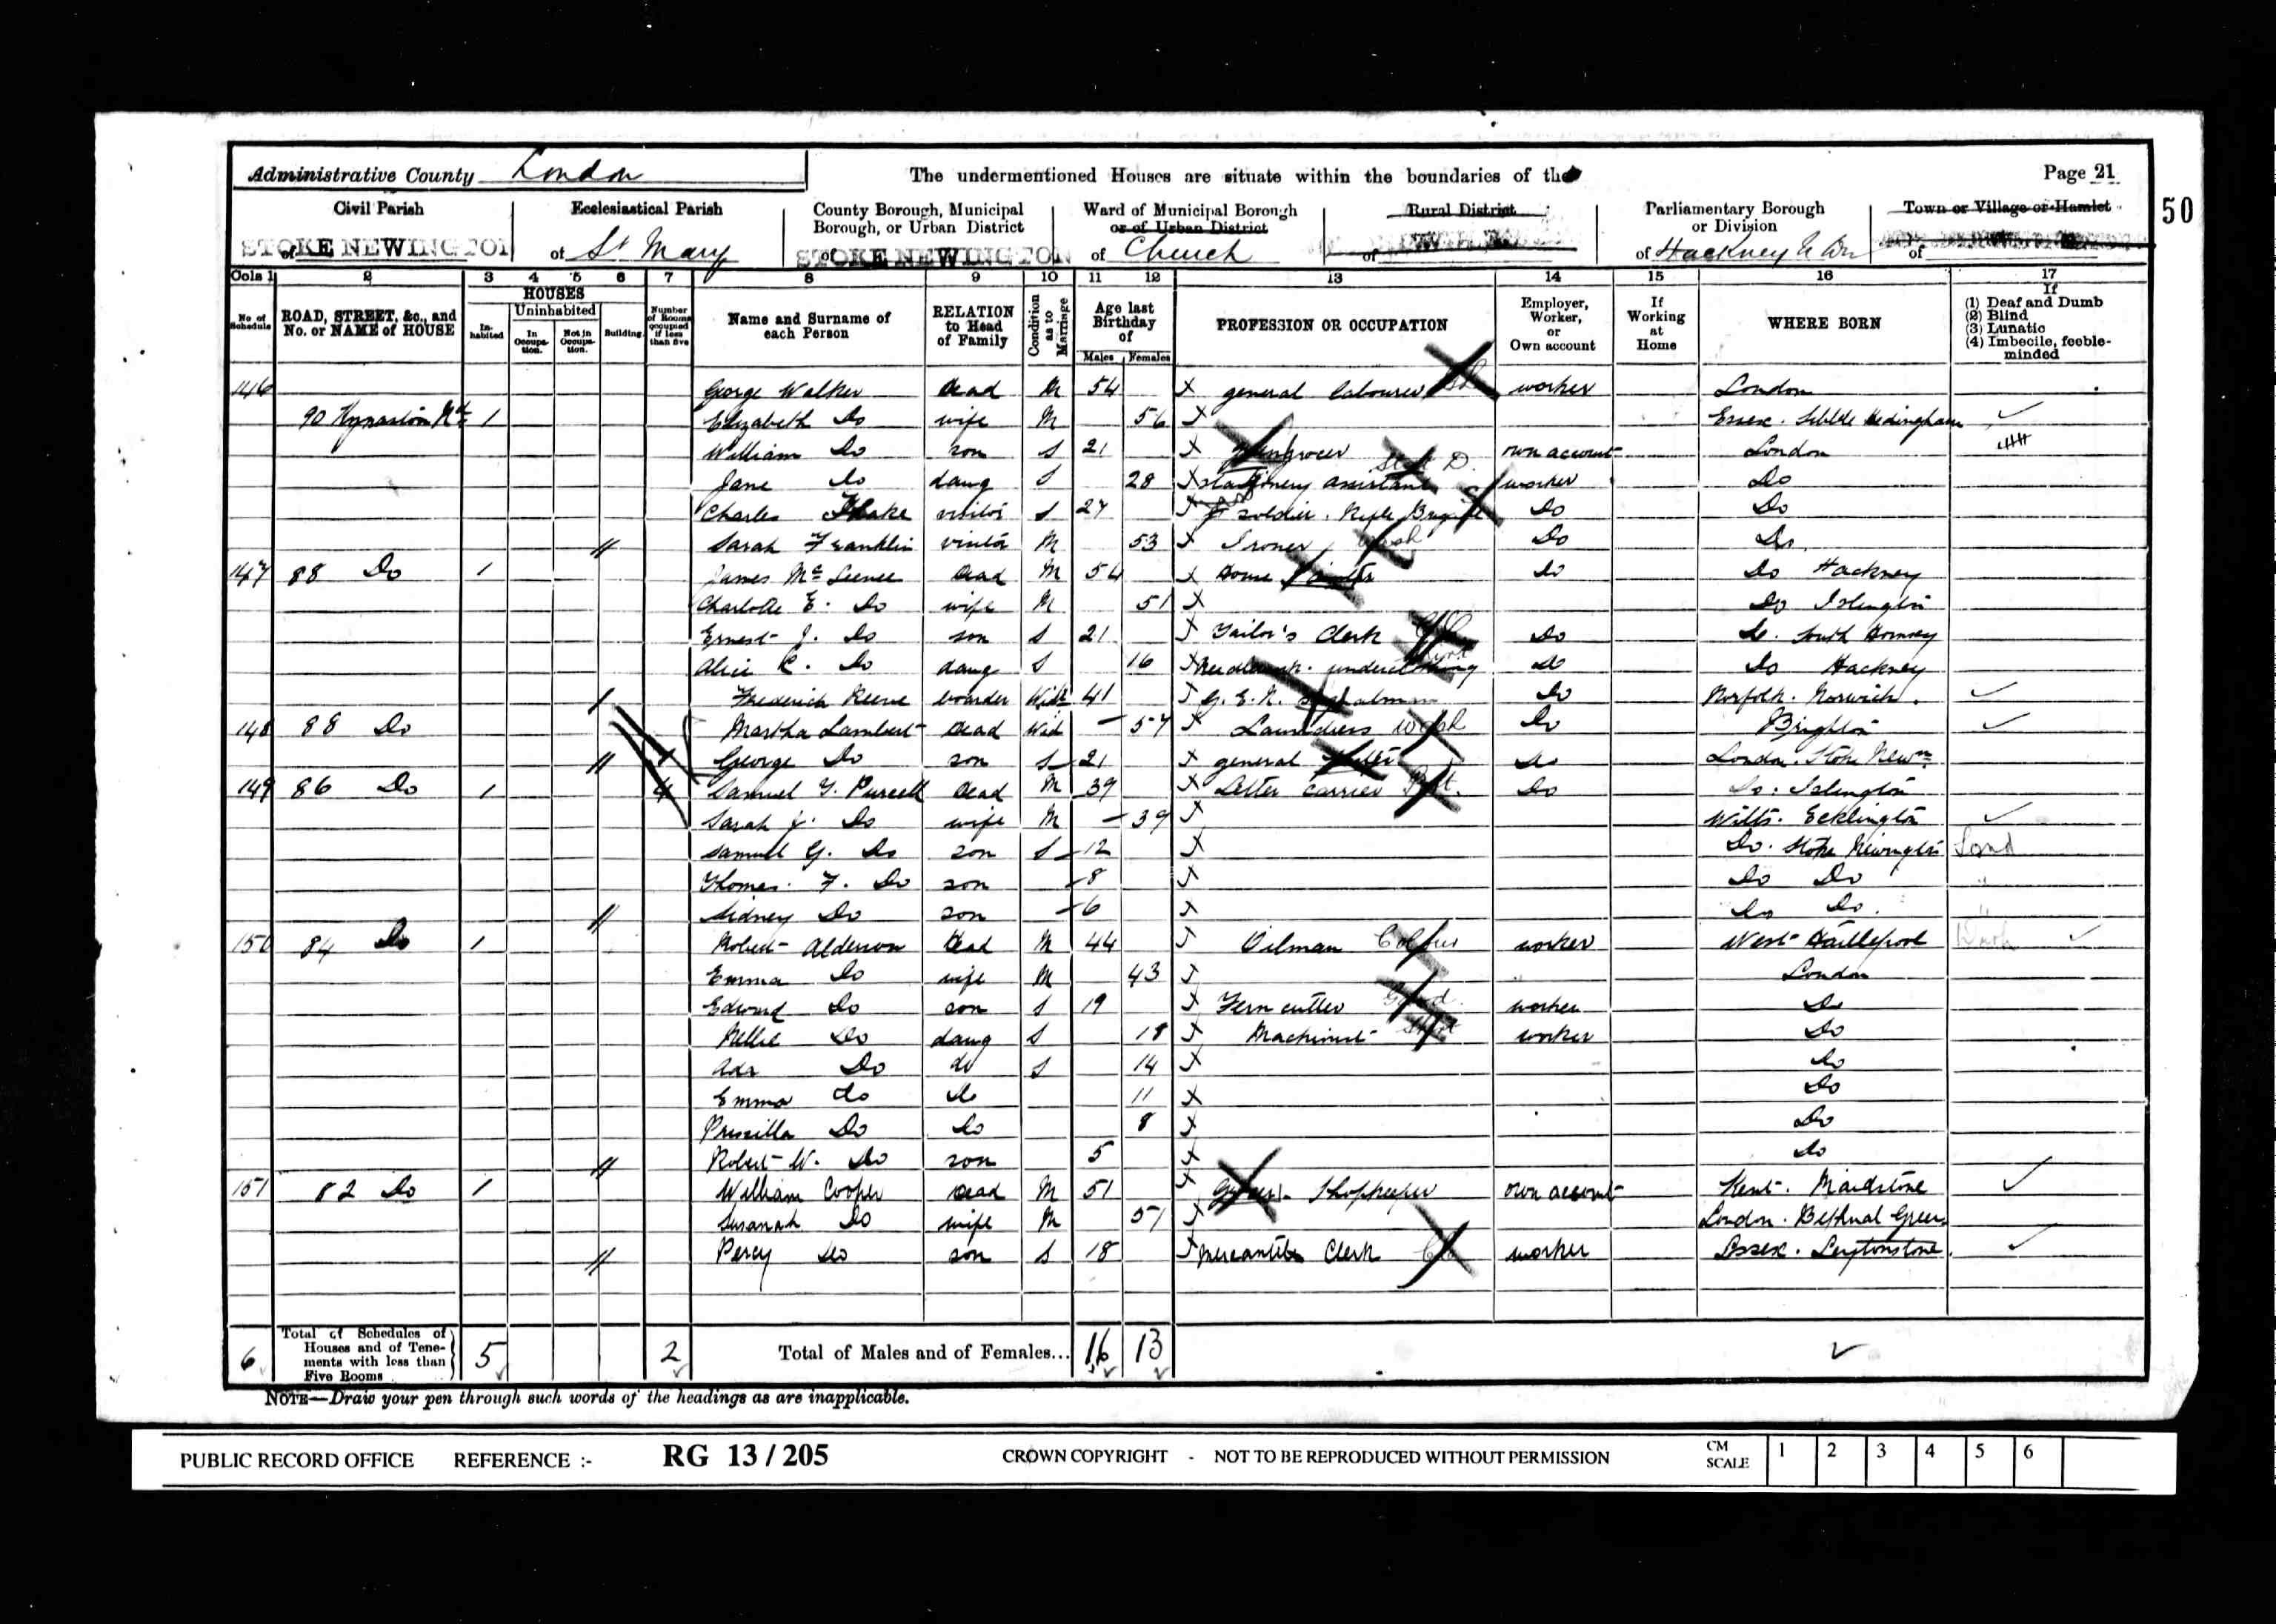 Administrative County London
The undermentioned Houses are situate within the boundaries of the
Page 21
50
Civil Parish
of STOKE NEWINGTON
Ecclesiastical Parish
of St Mary
County Borough, Municipal Borough, or Urban District
of STOKE NEWINGTON
Ward of Municipal Borough or of Urban District
of Church
Rural District
of
Parliamentary Borough or Division
of Hackney N
Town or Village or Hamlet
of
Cols 1 2 3 4 5 6 7 8 9 10 11 12 13 14 15 16 17
No. of Schedule
ROAD, STREET, &c., and No. or NAME of HOUSE
HOUSES
Inhabited
Uninhabited
In Occupation.
Not in Occupation.
Building
Number of Rooms occupied if less than five
Name and Surname of each Person
RELATION to Head of Family
Condition as to Marriage
Age last Birthday of
Males Females
PROFESSION OR OCCUPATION
Employer, Worker, or Own account
If Working at Home
WHERE BORN
If
(1) Deaf and Dumb
(2) Blind
(3) Lunatic
(4) Imbecile, feeble-minded
146 George Walker Head M 54 X general labourer worker London
90 Kynaston Rd 1 Elizabeth Do wife M 56 X Essex. Sible Hedingham
William Do son S 21 X greengrocer own account London
Jane Do daug S 28 X stationery assistant worker Do
Charles visitor S 27 X soldier. Rifle Brigade Do Do
Sarah Franklin visitor M 53 X Ironer Wash Do Do
147 88 Do 1 James Head M 54 X House Painter Do Do Hackney
Charlotte E. Do wife M 51 X Do Islington
Ernest J. Do son S 21 X Tailor's Clerk Do Do. South Hornsey
Alice C. Do daug S 16 X Needlework. underclothing Do Do Hackney
Frederick Reeve boarder Widr 41 X G. E. R. Do Norfolk. Norwich.
148 88 Do Martha Lambert Head Wid 57 X Laundress Wash Do Brighton
George Do son S 21 X general Do London. Stoke Newn
149 86 Do 1 4 Samuel G. Purcell Head M 39 X Letter Carrier Do Do. Islington
Sarah J. Do wife M 39 X Wilts.
Samuel G. Do son S 12 X Do. Stoke Newington Lond
Thomas. F. Do son 8 X Do Do
Sidney Do son 6 X Do Do.
150 84 Do 1 Robert Alderson Head M 44 X Oilman worker West Hartlepool
Emma Do wife M 43 X London
Edward Do son S 19 X Fern cutter worker Do
Nellie Do daug S 18 X Machinist worker Do
Ada Do do S 14 X Do
Emma do do 11 X Do
Priscilla Do Do 8 X Do
Robert W. Do son 5 X Do
151 82 Do 1 William Cooper Head M 51 X Shopkeeper own account Kent. Maidstone
Susanah Do wife M 51 X London. Bethnal Green
Percy Do son S 18 X Mercantile Clerk worker Essex. Leytonstone.
6 Total of Schedules of Houses and of Tenements with less than Five Rooms 5 2 Total of Males and of Females... 16 13
NOTE—Draw your pen through such words of the headings as are inapplicable.
PUBLIC RECORD OFFICE REFERENCE :- RG 13/205 CROWN COPYRIGHT - NOT TO BE REPRODUCED WITHOUT PERMISSION CM SCALE 1 2 3 4 5 6